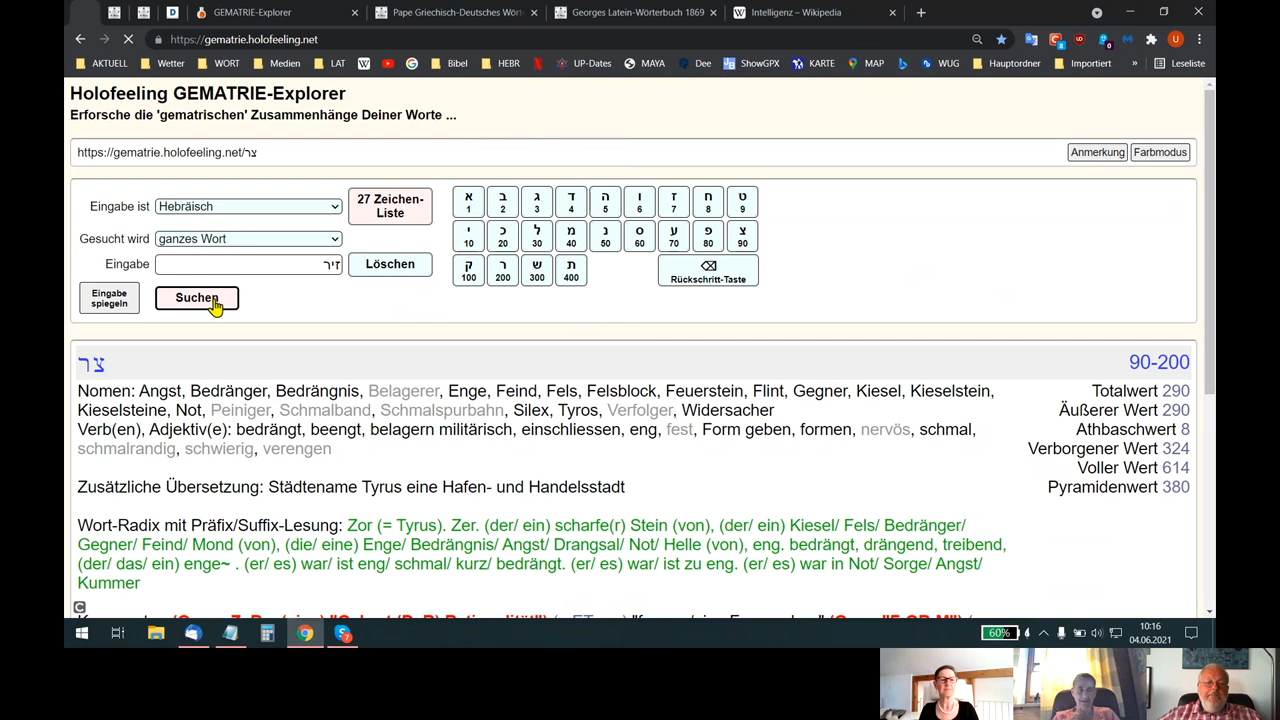 GEMATRIE-Explorer
Pape Griechisch-Deutsches Wört
Georges Latein-Wörterbuch 1869
Intelligenz – Wikipedia
https://gematrie.holofeeling.net
AKTUELL Wetter WORT Medien LAT Bibel HEBR UP-Dates MAYA Dee ShowGPX KARTE MAP WUG Hauptordner Importiert » Leseliste
Holofeeling GEMATRIE-Explorer
Erforsche die 'gematrischen' Zusammenhänge Deiner Worte ...
https://gematrie.holofeeling.net/צר Anmerkung Farbmodus
Eingabe ist Hebräisch
27 Zeichen-
Liste
Gesucht wird ganzes Wort
Eingabe זיר Löschen
Eingabe
spiegeln
Suchen
א ב ג ד ה ו ז ח ט
1 2 3 4 5 6 7 8 9
י כ ל מ נ ס ע פ צ
10 20 30 40 50 60 70 80 90
ק ר ש ת
100 200 300 400
Rückschritt-Taste
צר 90-200
Nomen: Angst, Bedränger, Bedrängnis, Belagerer, Enge, Feind, Fels, Felsblock, Feuerstein, Flint, Gegner, Kiesel, Kieselstein,
Kieselsteine, Not, Peiniger, Schmalband, Schmalspurbahn, Silex, Tyros, Verfolger, Widersacher
Verb(en), Adjektiv(e): bedrängt, beengt, belagern militärisch, einschliessen, eng, fest, Form geben, formen, nervös, schmal,
schmalrandig, schwierig, verengen
Totalwert 290
Äußerer Wert 290
Athbaschwert 8
Verborgener Wert 324
Voller Wert 614
Pyramidenwert 380
Zusätzliche Übersetzung: Städtename Tyrus eine Hafen- und Handelsstadt
Wort-Radix mit Präfix/Suffix-Lesung: Zor (= Tyrus). Zer. (der/ ein) scharfe(r) Stein (von), (der/ ein) Kiesel/ Fels/ Bedränger/
Gegner/ Feind/ Mond (von), (die/ eine) Enge/ Bedrängnis/ Angst/ Drangsal/ Not/ Helle (von), eng. bedrängt, drängend, treibend,
(der/ das/ ein) enge~ . (er/ es) war/ ist eng/ schmal/ kurz/ bedrängt. (er/ es) war/ ist zu eng. (er/ es) war in Not/ Sorge/ Angst/
Kummer
60%
10:16
04.06.2021